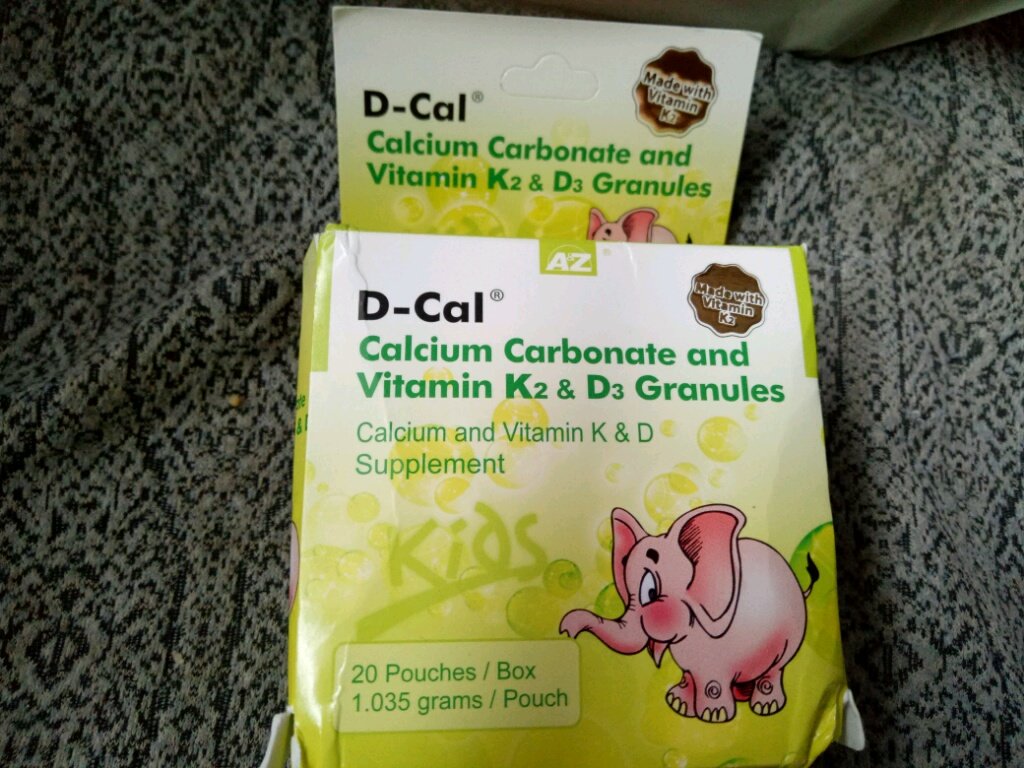 D-Cal®
Made with
Vitamin
K2
Calcium Carbonate and
Vitamin K2 & D3 Granules
A&Z
D-Cal®
Made with
Vitamin
K2
Calcium Carbonate and
Vitamin K2 & D3 Granules
Calcium and Vitamin K & D
Supplement
Kids
20 Pouches / Box
1.035 grams / Pouch